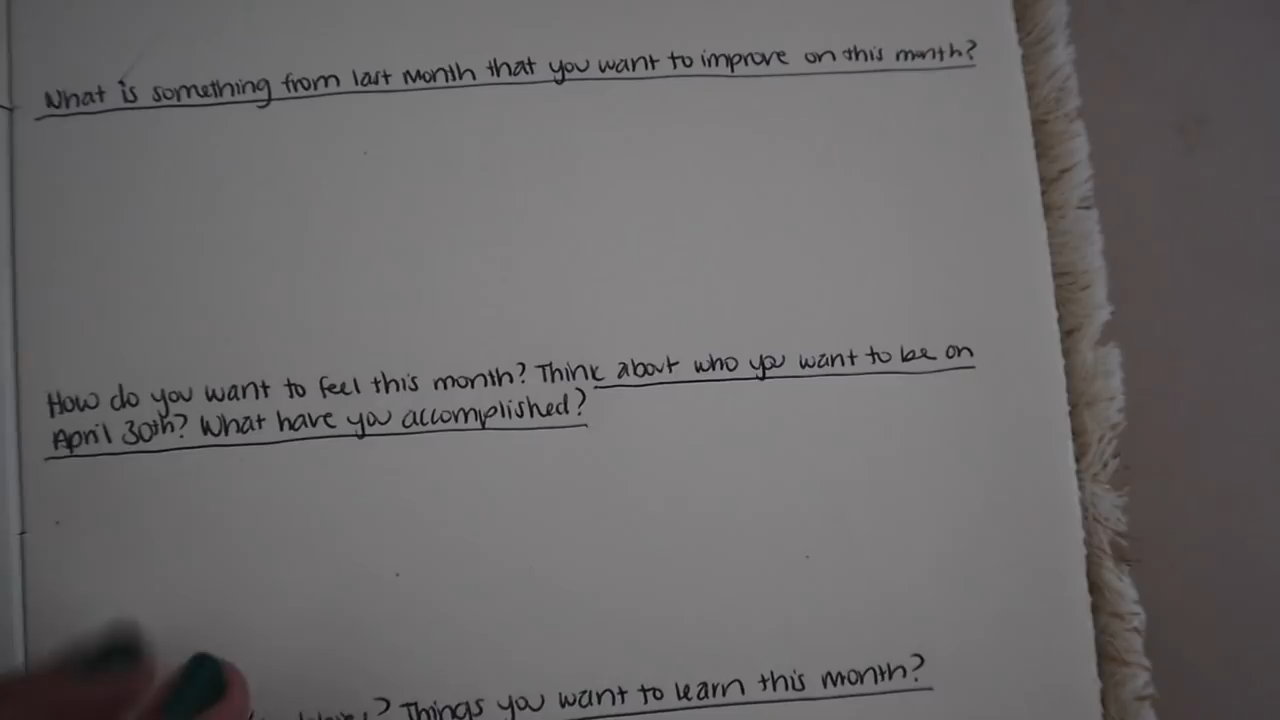 What is something from last month that you want to improve on this month?
How do you want to feel this month? Think about who you want to be on
April 30th? What have you accomplished?
? Things you want to learn this month?